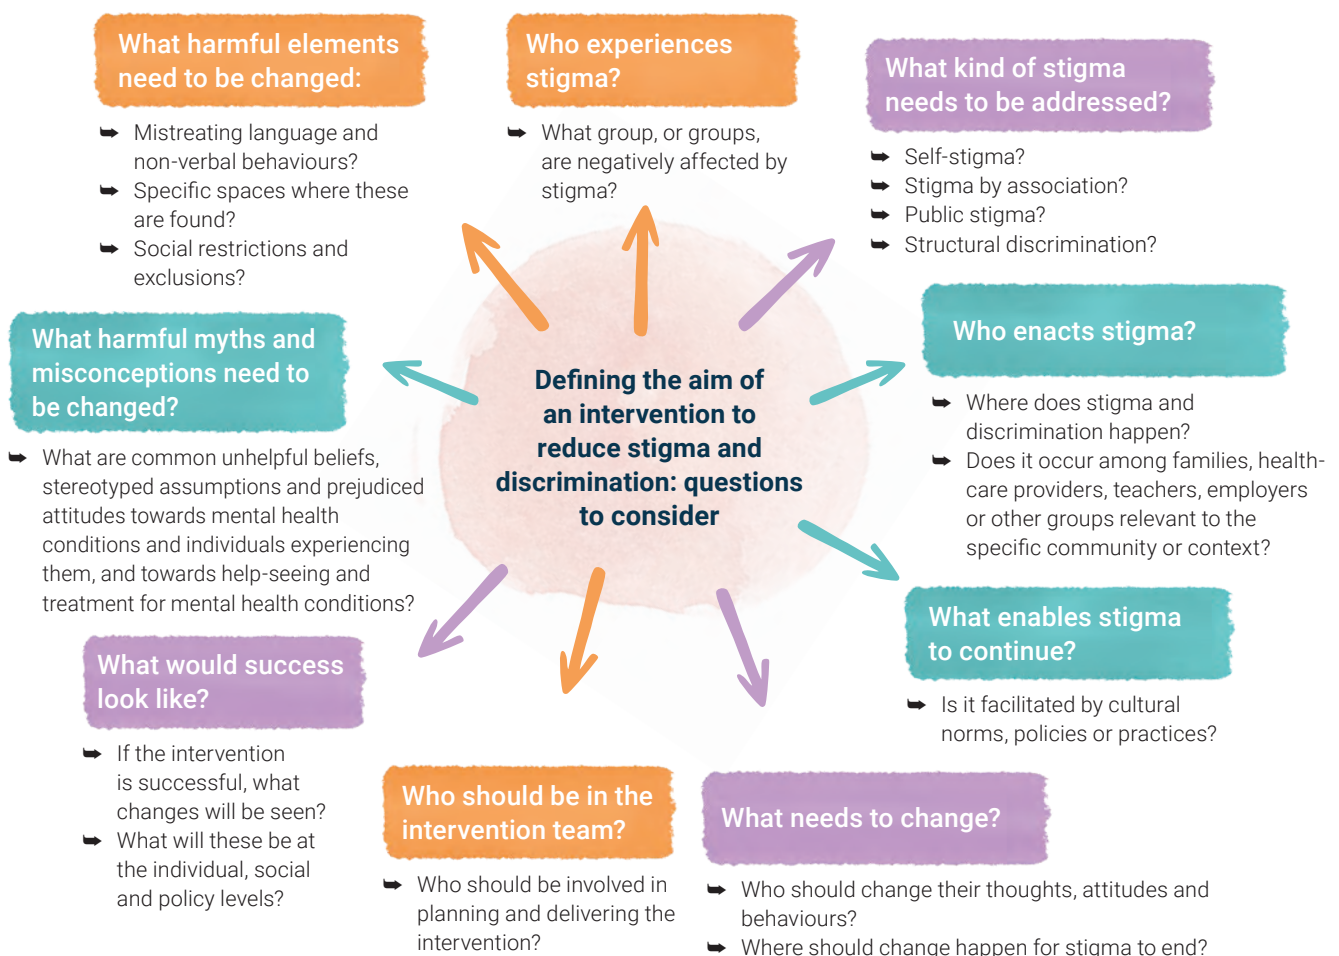 What harmful elements
need to be changed:
➥ Mistreating language and
non-verbal behaviours?
➥ Specific spaces where these
are found?
➥ Social restrictions and
exclusions?
Who experiences
stigma?
➥ What group, or groups,
are negatively affected by
stigma?
What kind of stigma
needs to be addressed?
➥ Self-stigma?
➥ Stigma by association?
➥ Public stigma?
➥ Structural discrimination?
What harmful myths and
misconceptions need to
be changed?
➥ What are common unhelpful beliefs,
stereotyped assumptions and prejudiced
attitudes towards mental health
conditions and individuals experiencing
them, and towards help-seeking and
treatment for mental health conditions?
Defining the aim of
an intervention to
reduce stigma and
discrimination: questions
to consider
Who enacts stigma?
➥ Where does stigma and
discrimination happen?
➥ Does it occur among families, health-
care providers, teachers, employers
or other groups relevant to the
specific community or context?
What enables stigma
to continue?
➥ Is it facilitated by cultural
norms, policies or practices?
What would success
look like?
➥ If the intervention
is successful, what
changes will be seen?
➥ What will these be at
the individual, social
and policy levels?
Who should be in the
intervention team?
➥ Who should be involved in
planning and delivering the
intervention?
What needs to change?
➥ Who should change their thoughts, attitudes and
behaviours?
➥ Where should change happen for stigma to end?